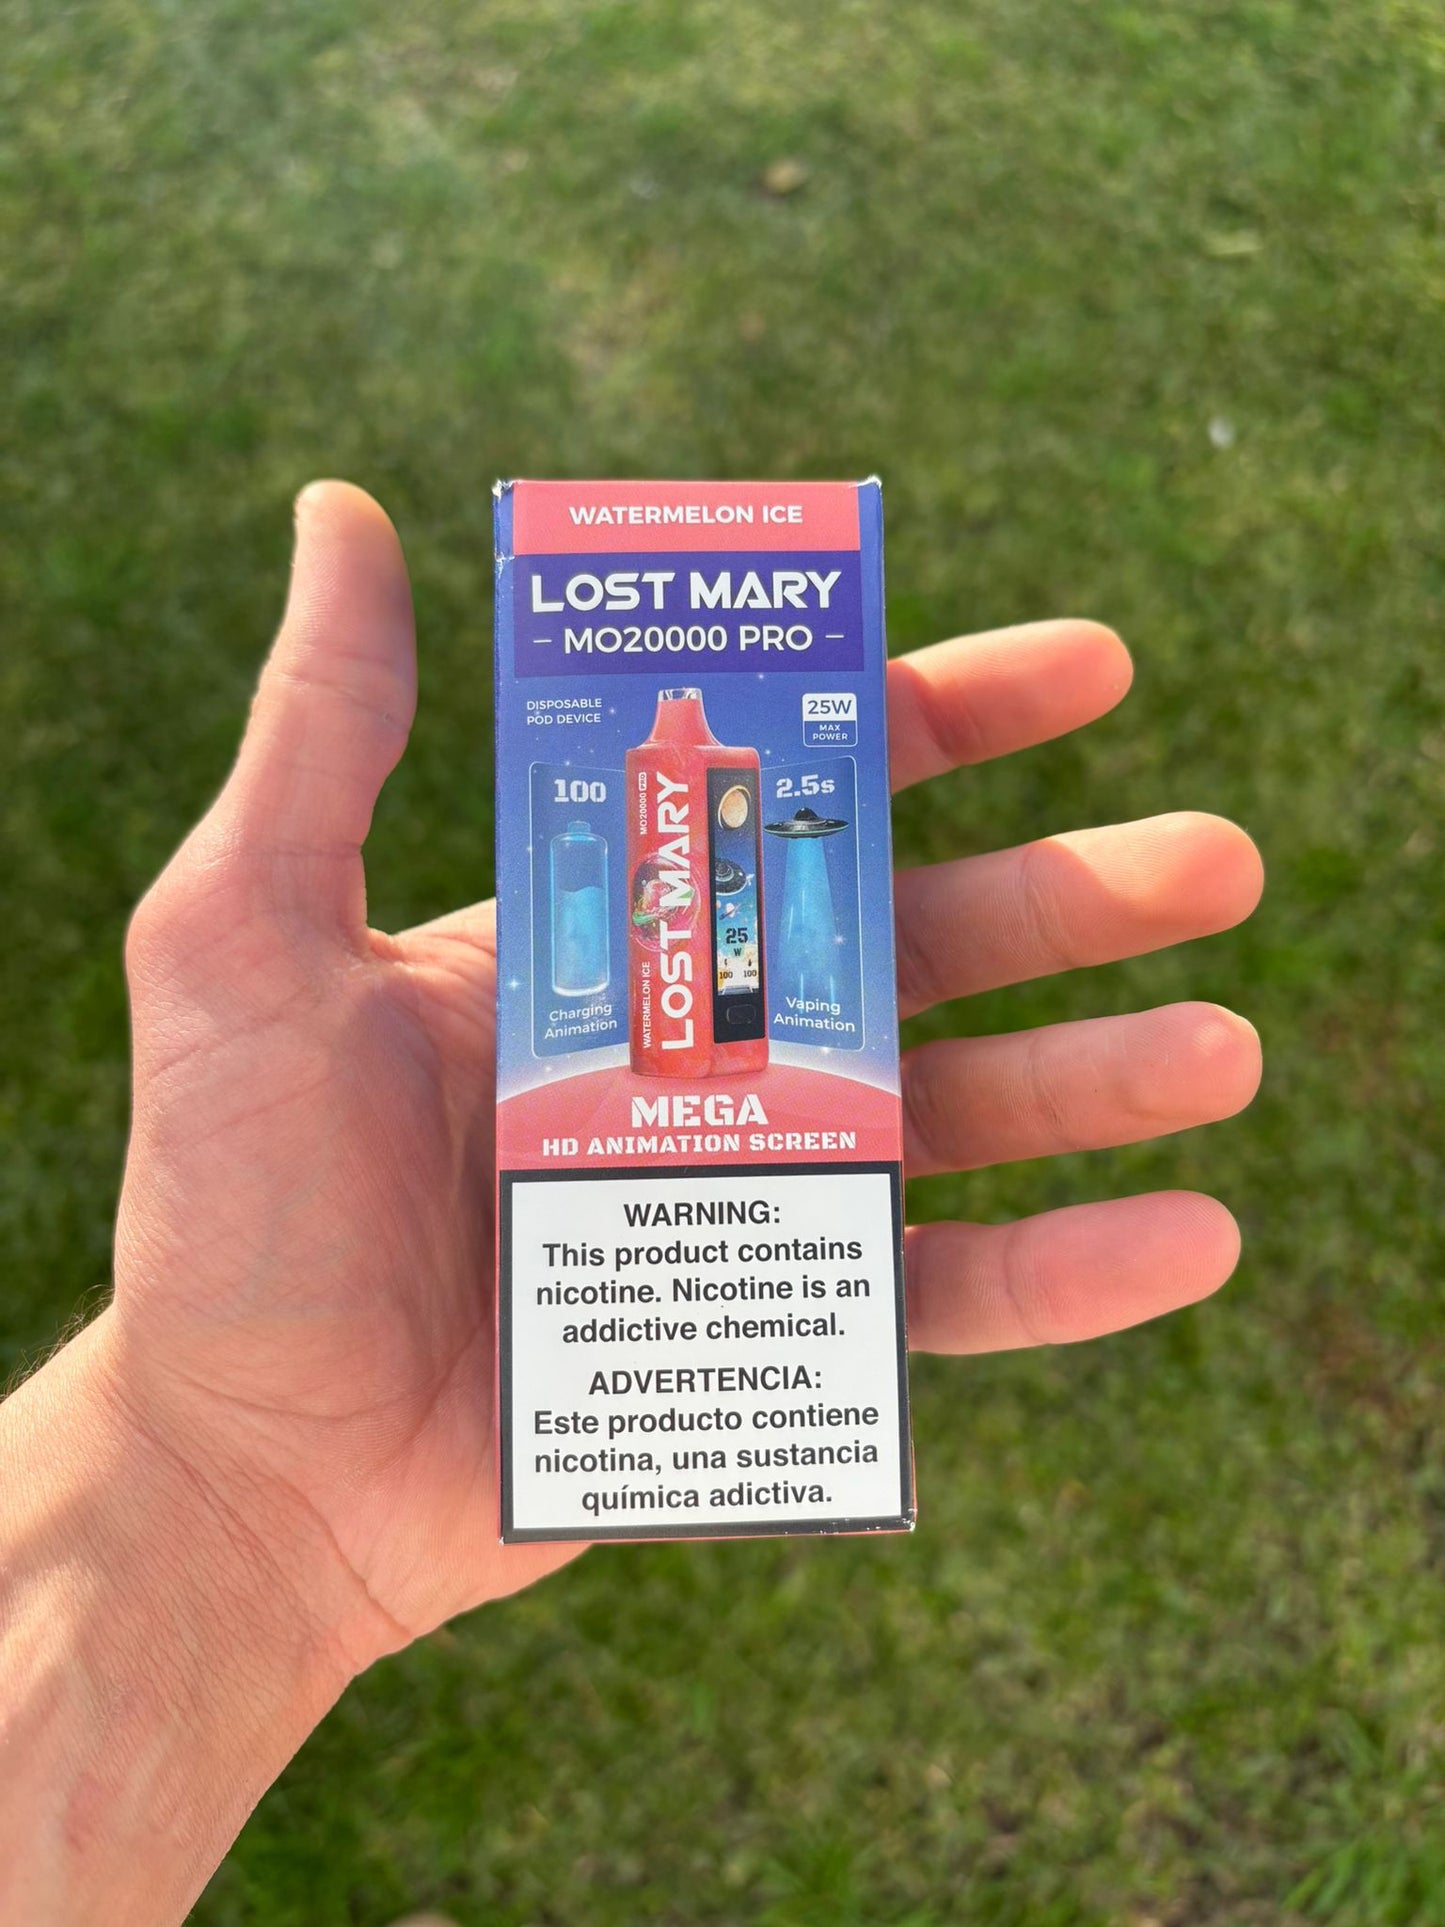 WATERMELON ICE
LOST MARY
– MO20000 PRO –
DISPOSABLE
POD DEVICE
25W
MAX
POWER
100
2.5s
LOST MARY
MO20000 PRO
WATERMELON ICE
25
W
100 100
Charging
Animation
Vaping
Animation
MEGA
HD ANIMATION SCREEN
WARNING:
This product contains
nicotine. Nicotine is an
addictive chemical.
ADVERTENCIA:
Este producto contiene
nicotina, una sustancia
química adictiva.